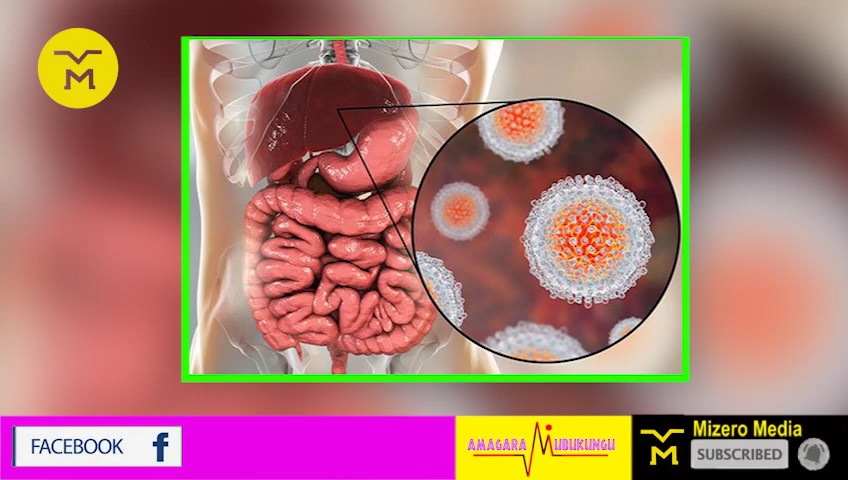 M
FACEBOOK f
AMAGARA MUBUKUNGU
M
Mizero Media
SUBSCRIBED